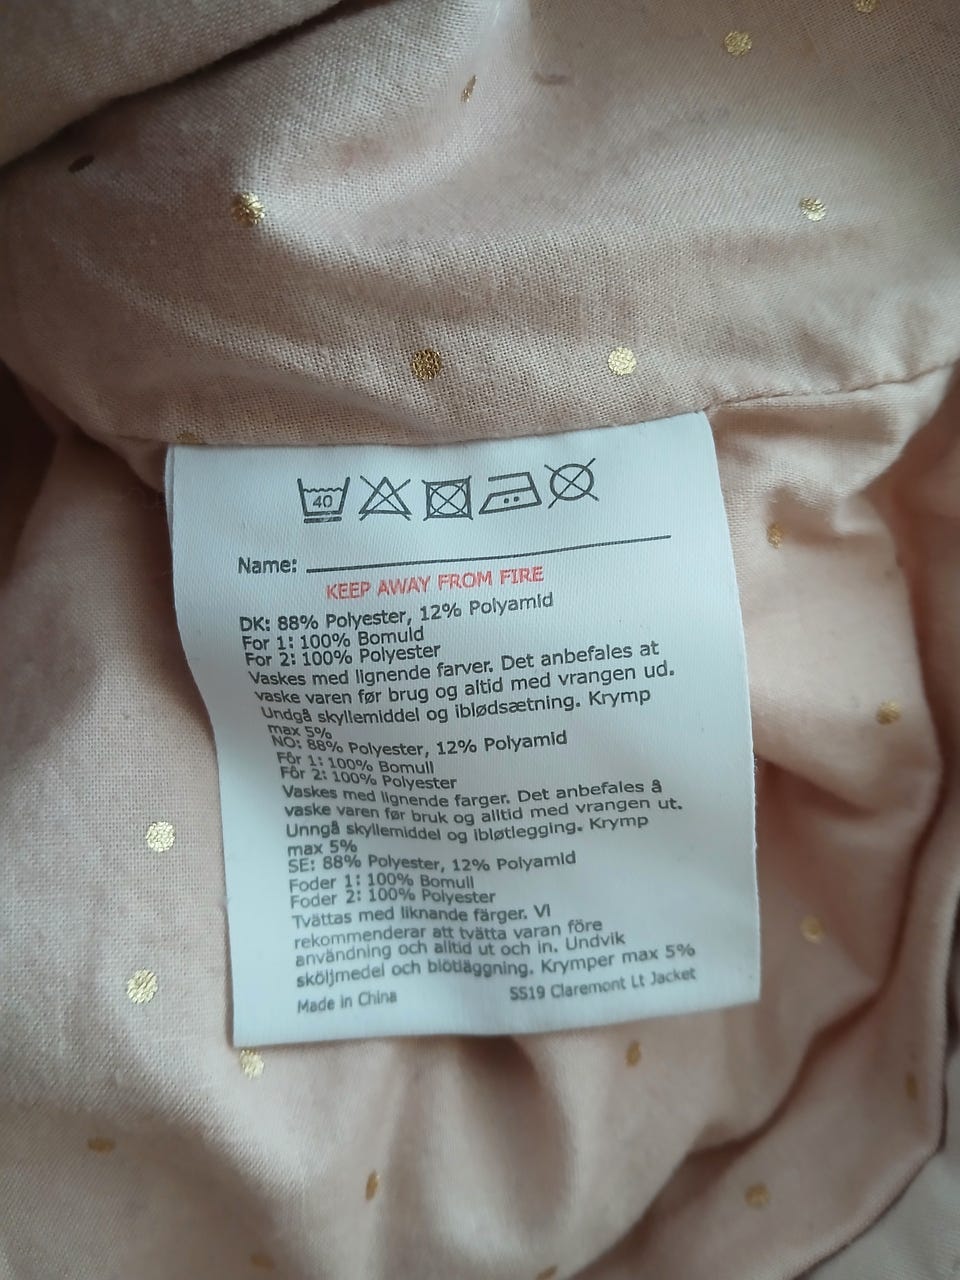 40
Name:
KEEP AWAY FROM FIRE
DK: 88% Polyester, 12% Polyamid
For 1: 100% Bomuld
For 2: 100% Polyester
Vaskes med lignende farver. Det anbefales at
vaske varen før brug og altid med vrangen ud.
Undgå skyllemiddel og iblødsætning. Krymp
max 5%
NO: 88% Polyester, 12% Polyamid
Fôr 1: 100% Bomull
Fôr 2: 100% Polyester
Vaskes med lignende farger. Det anbefales å
vaske varen før bruk og alltid med vrangen ut.
Unngå skyllemiddel og ibløtlegging. Krymp
max 5%
SE: 88% Polyester, 12% Polyamid
Foder 1: 100% Bomull
Foder 2: 100% Polyester
Tvättas med liknande färger. Vi
rekommenderar att tvätta varan före
användning och alltid ut och in. Undvik
sköljmedel och blötläggning. Krymper max 5%
Made in China SS19 Claremont Lt Jacket